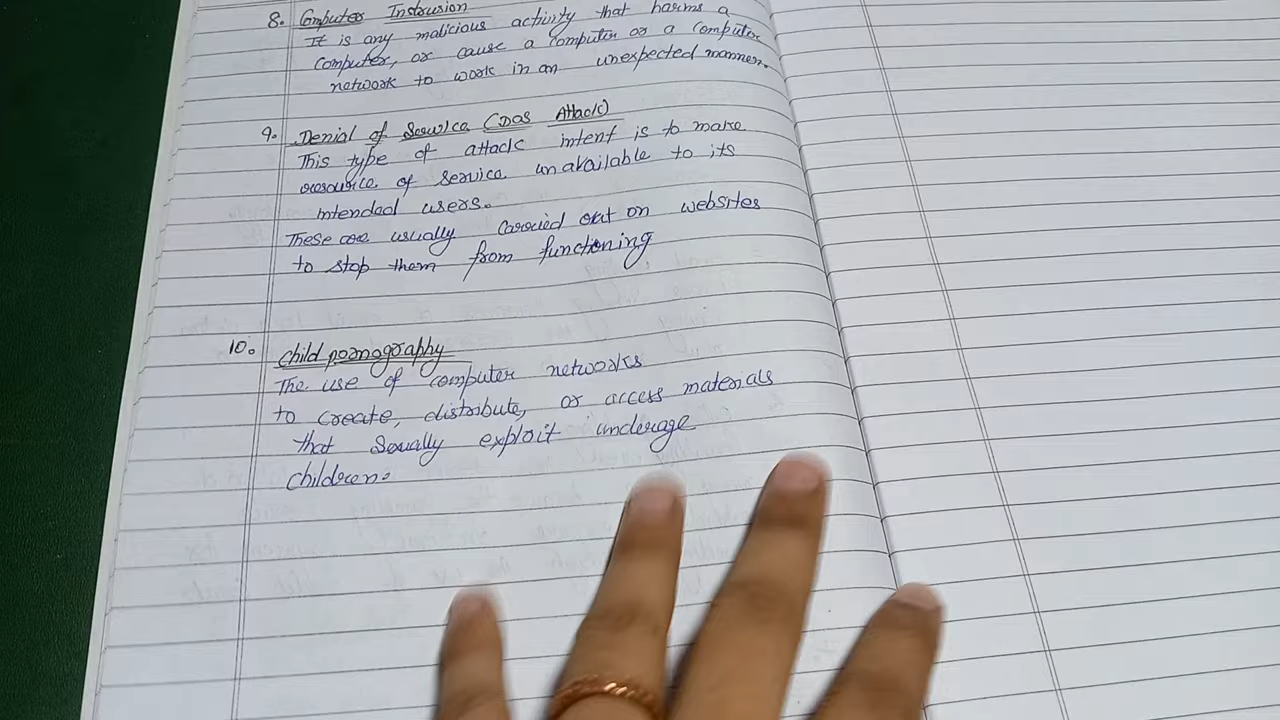 8. Computer Instrusion
It is any malicious activity that harms a
computer, or cause a computer or a computer
network to work in an unexpected manner.
9. Denial of Service (DOS Attack)
This type of attack intent is to make
resource of service unavailable to its
intended users.
These are usually carried out on websites
to stop them from functioning
10. Child pornography
The use of computer networks
to create, distribute, or access materials
that Sexually exploit underage
children.